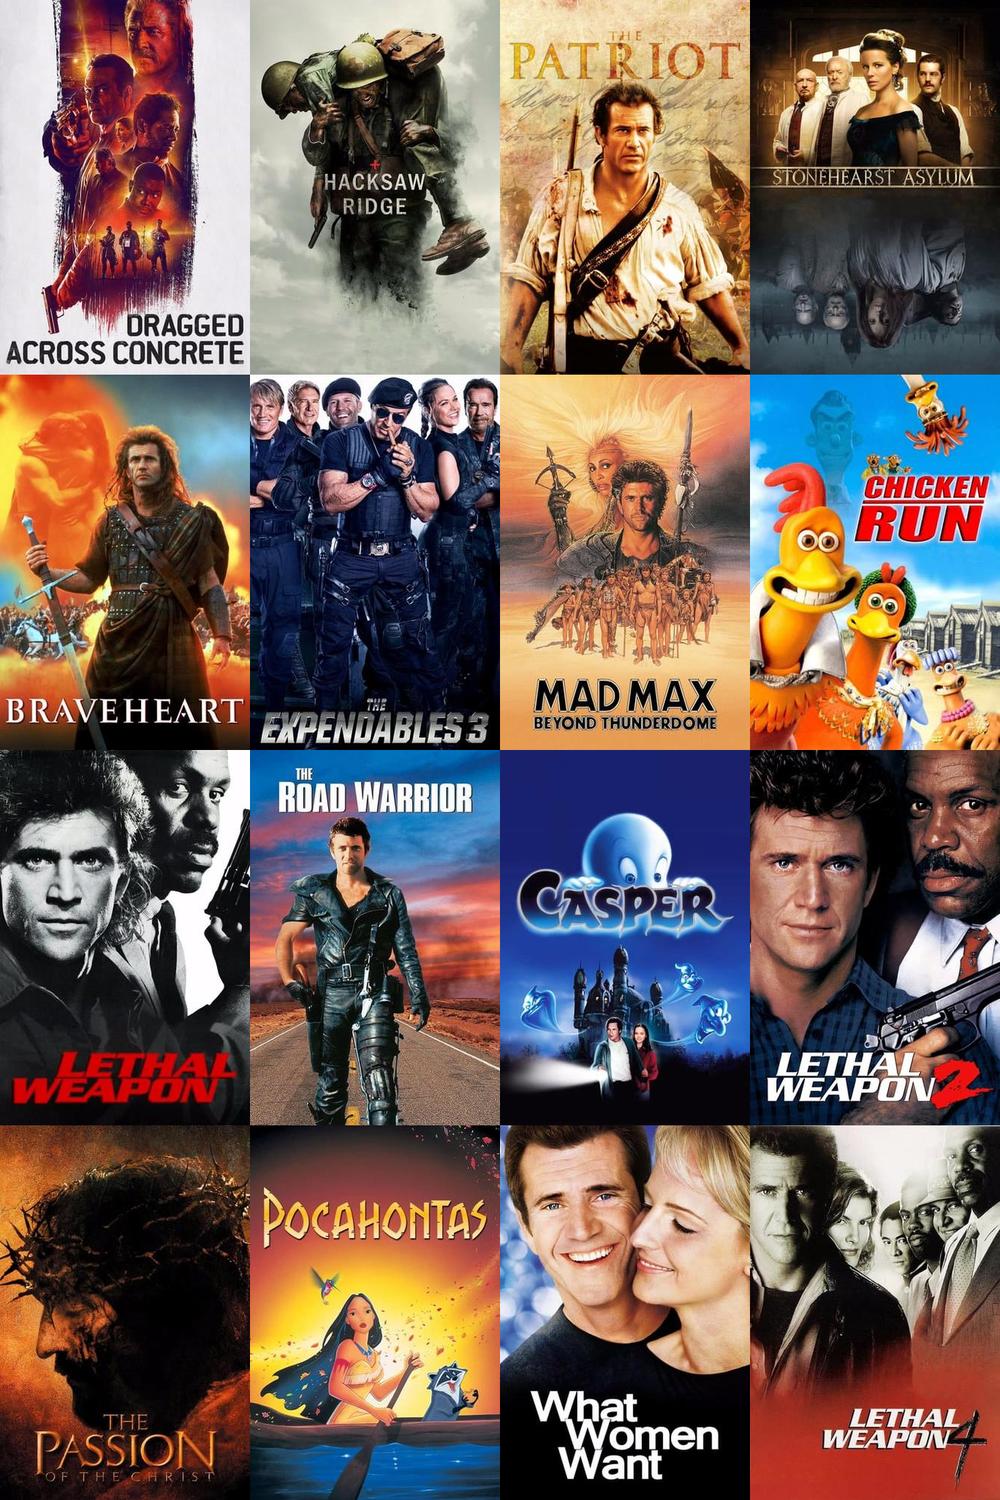 DRAGGED
ACROSS CONCRETE
HACKSAW
RIDGE
THE
PATRIOT
STONEHEARST ASYLUM
BRAVEHEART
THE
EXPENDABLES 3
MAD MAX
BEYOND THUNDERDOME
CHICKEN
RUN
LETHAL
WEAPON
THE
ROAD WARRIOR
CASPER
LETHAL
WEAPON 2
THE
PASSION
OF THE CHRIST
POCAHONTAS
What
Women
Want
LETHAL
WEAPON 4